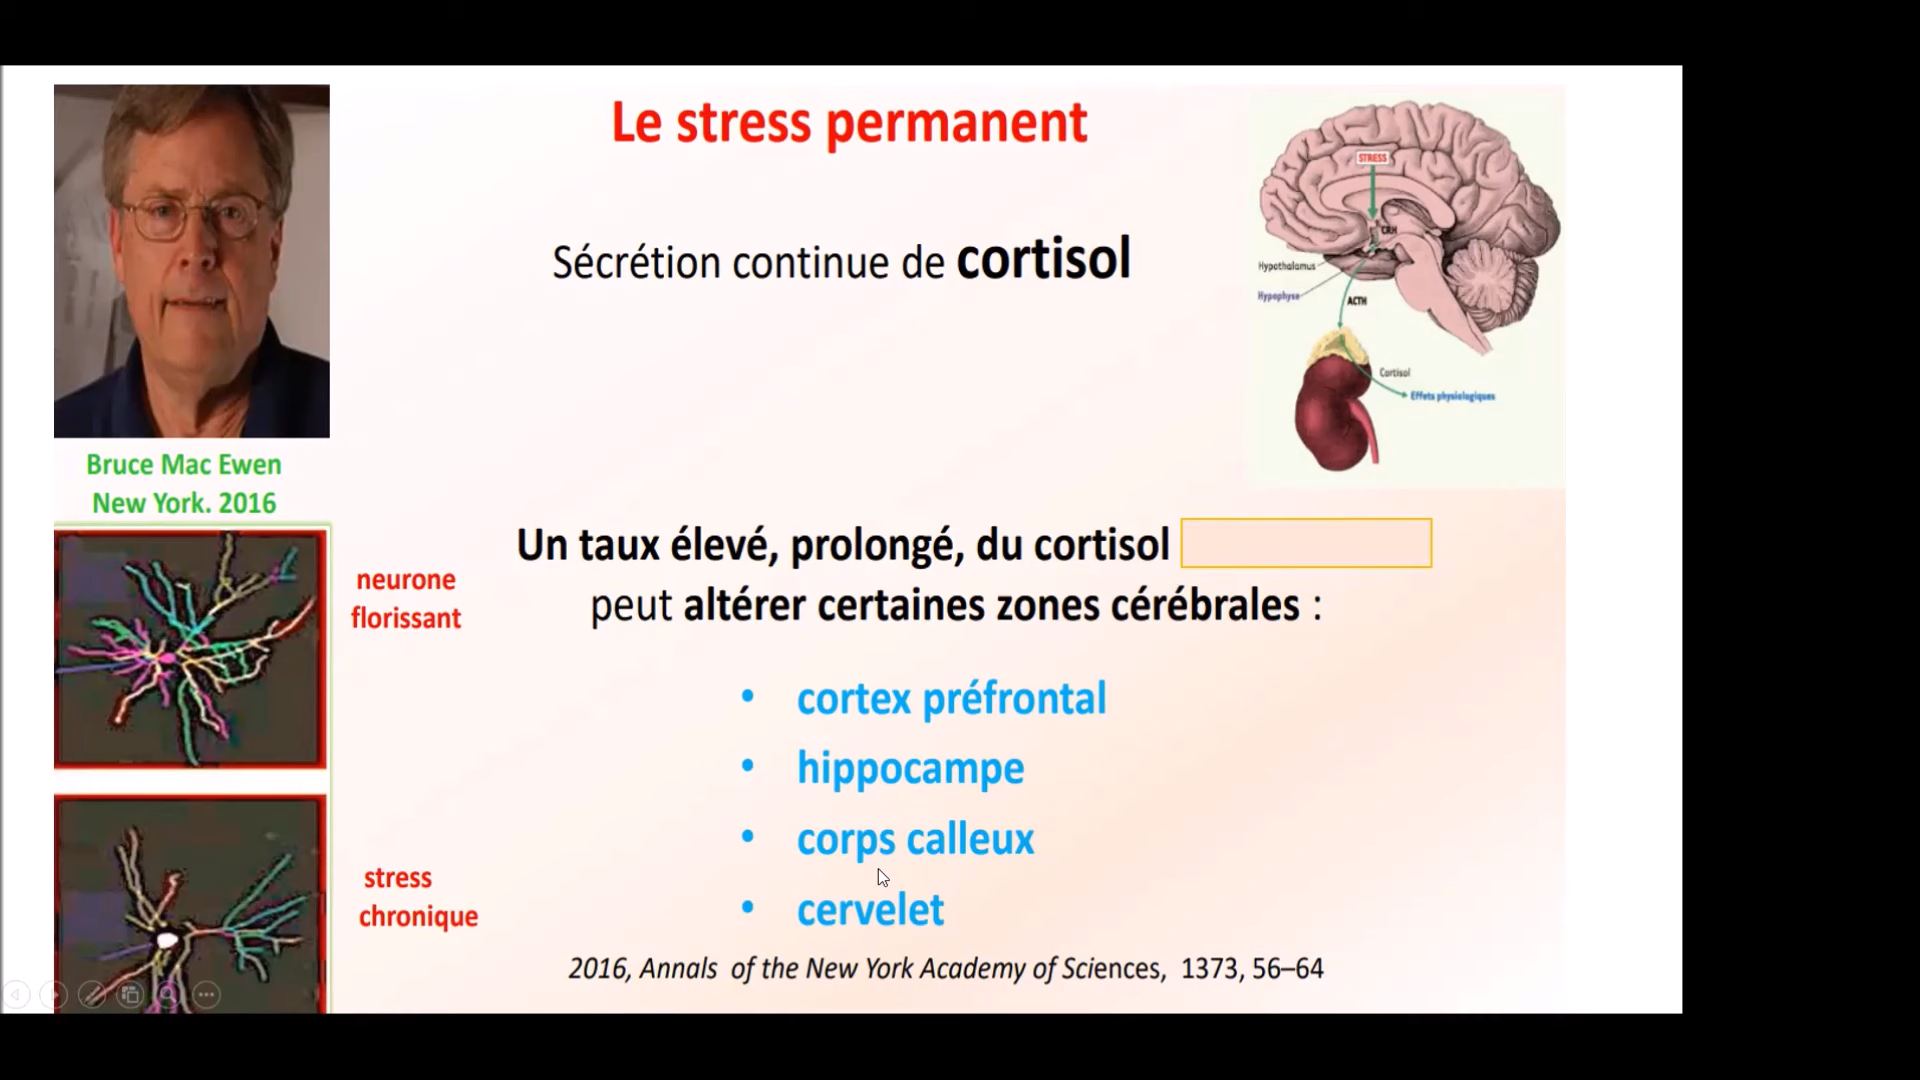 Le stress permanent
Sécrétion continue de cortisol
STRESS
CRH
Hypothalamus
Hypophyse
ACTH
Cortisol
Effets physiologiques
Bruce Mac Ewen
New York. 2016
neurone
florissant
stress
chronique
Un taux élevé, prolongé, du cortisol
peut altérer certaines zones cérébrales :
• cortex préfrontal
• hippocampe
• corps calleux
• cervelet
2016, Annals of the New York Academy of Sciences, 1373, 56–64